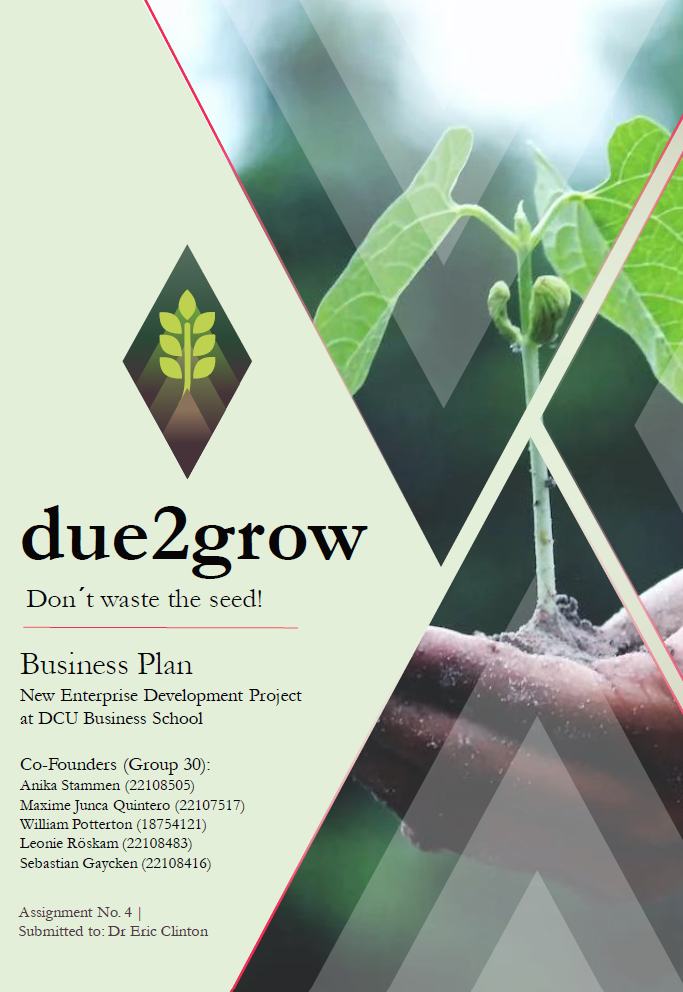 due2grow
Don´t waste the seed!
Business Plan
New Enterprise Development Project
at DCU Business School
Co-Founders (Group 30):
Anika Stammen (22108505)
Maxime Junca Quintero (22107517)
William Potterton (18754121)
Leonie Röskam (22108483)
Sebastian Gaycken (22108416)
Assignment No. 4 |
Submitted to: Dr Eric Clinton